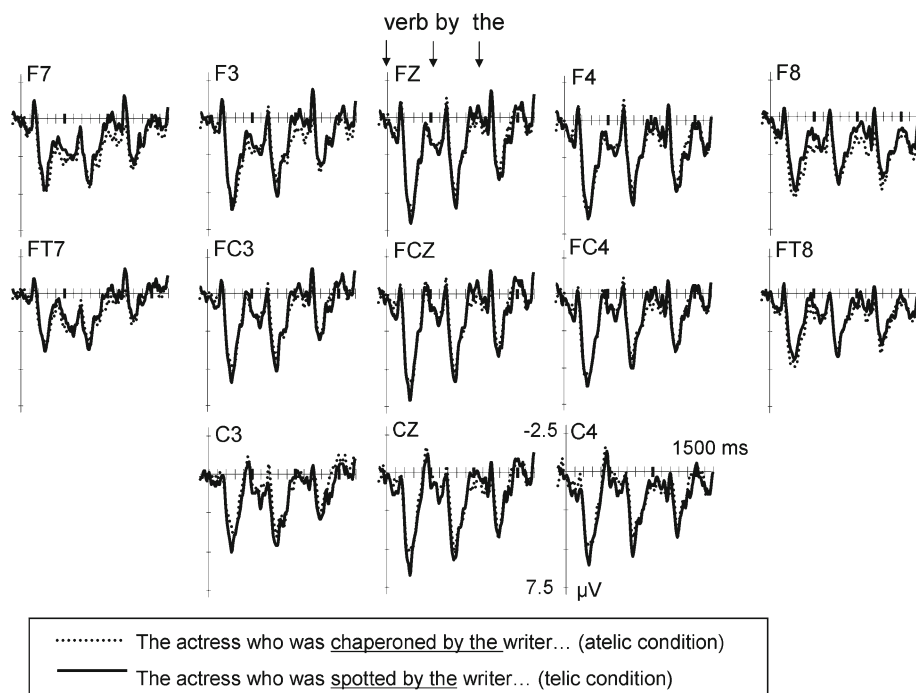 verb by the
F7 F3 FZ F4 F8
FT7 FC3 FCZ FC4 FT8
C3 CZ -2.5 C4 1500 ms
7.5 µV
The actress who was chaperoned by the writer… (atelic condition)
The actress who was spotted by the writer… (telic condition)